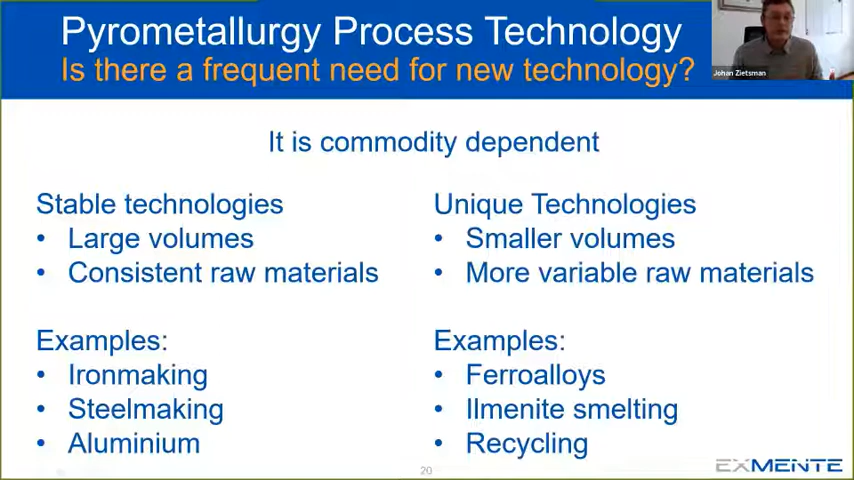 Pyrometallurgy Process Technology
Is there a frequent need for new technology?
Johan Zietsman
It is commodity dependent
Stable technologies
• Large volumes
• Consistent raw materials
Examples:
• Ironmaking
• Steelmaking
• Aluminium
Unique Technologies
• Smaller volumes
• More variable raw materials
Examples:
• Ferroalloys
• Ilmenite smelting
• Recycling
20
EXMENTE